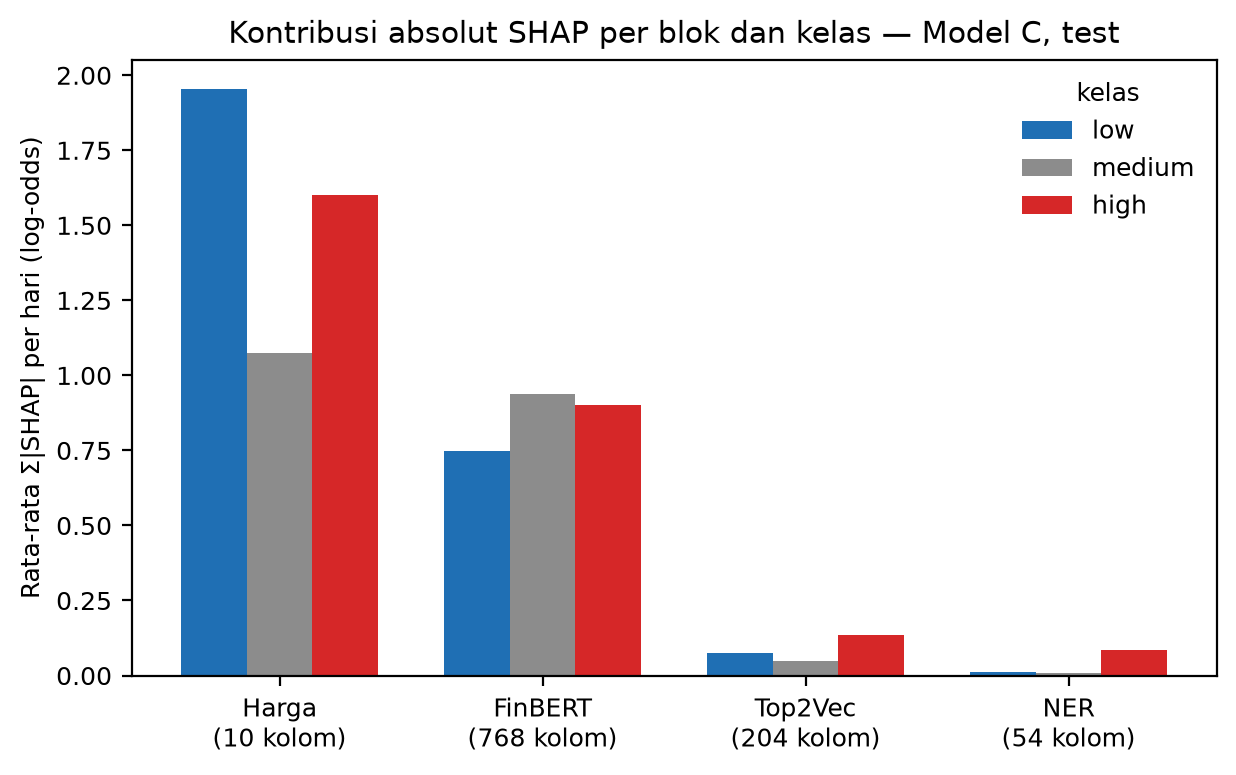 Kontribusi absolut SHAP per blok dan kelas — Model C, test
Rata-rata Σ|SHAP| per hari (log-odds)
2.00
1.75
1.50
1.25
1.00
0.75
0.50
0.25
0.00
kelas
low
medium
high
Harga
(10 kolom)
FinBERT
(768 kolom)
Top2Vec
(204 kolom)
NER
(54 kolom)